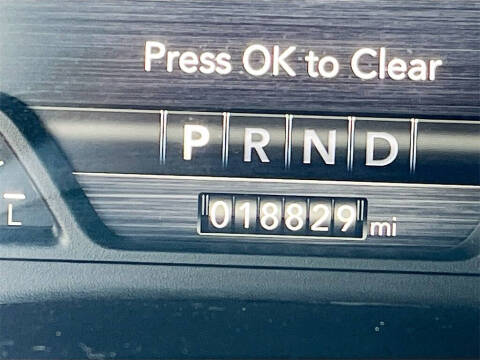 Press OK to Clear
P R N D
018829 mi
L